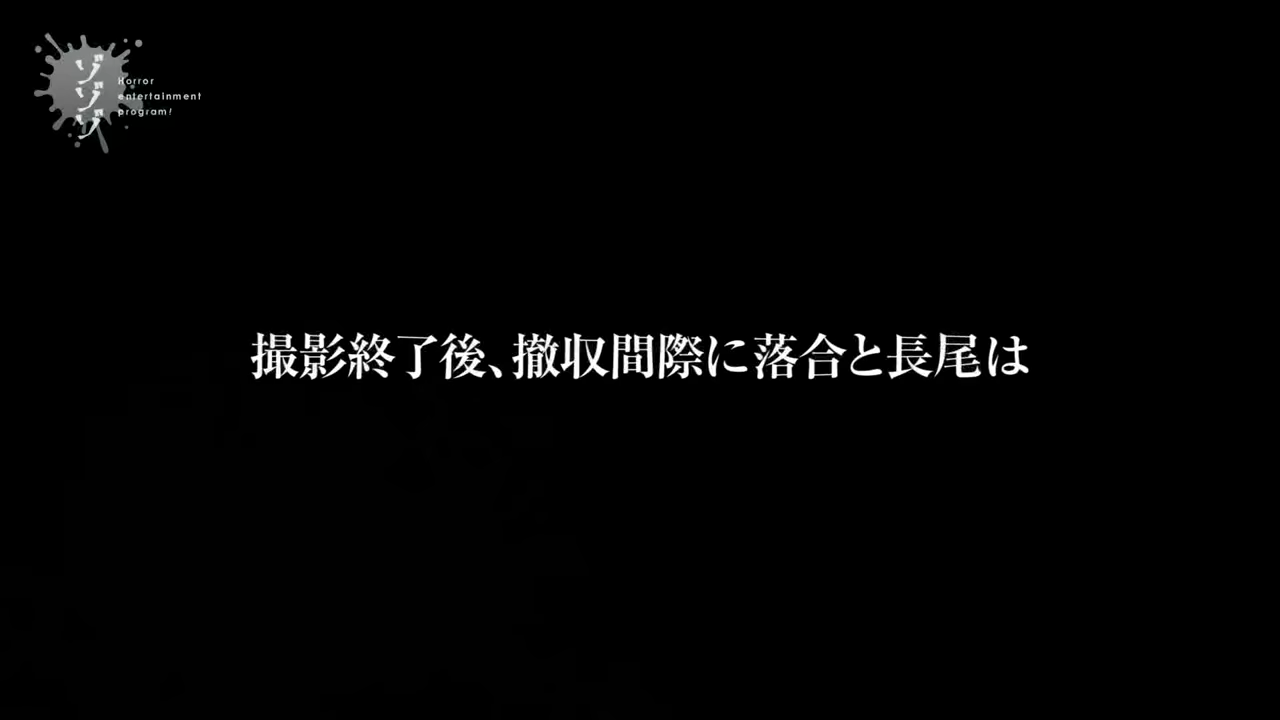 ゾゾゾ
Horror
entertainment
program!
撮影終了後、撤収間際に落合と長尾は